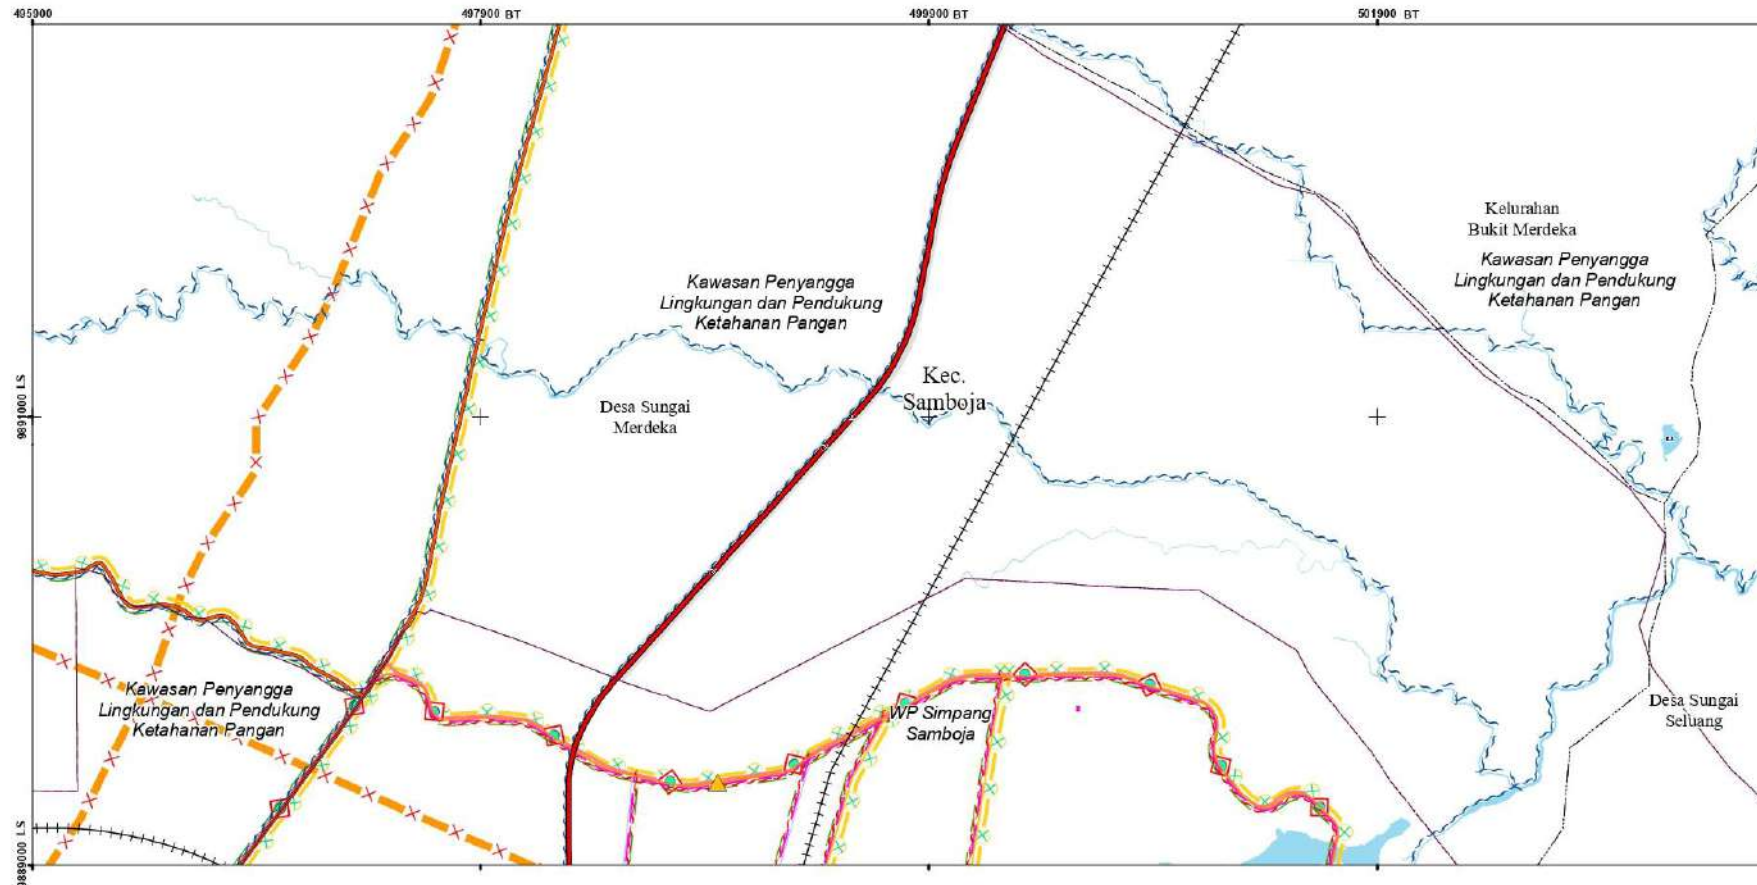 495900
497900 BT
499900 BT
501900 BT
Kelurahan
Bukit Merdeka
Kawasan Penyangga
Lingkungan dan Pendukung
Ketahanan Pangan
Kawasan Penyangga
Lingkungan dan Pendukung
Ketahanan Pangan
Kec.
Samboja
Desa Sungai
Merdeka
9891000 LS
Kawasan Penyangga
Lingkungan dan Pendukung
Ketahanan Pangan
WP Simpang
Samboja
Desa Sungai
Seluang
9889000 LS